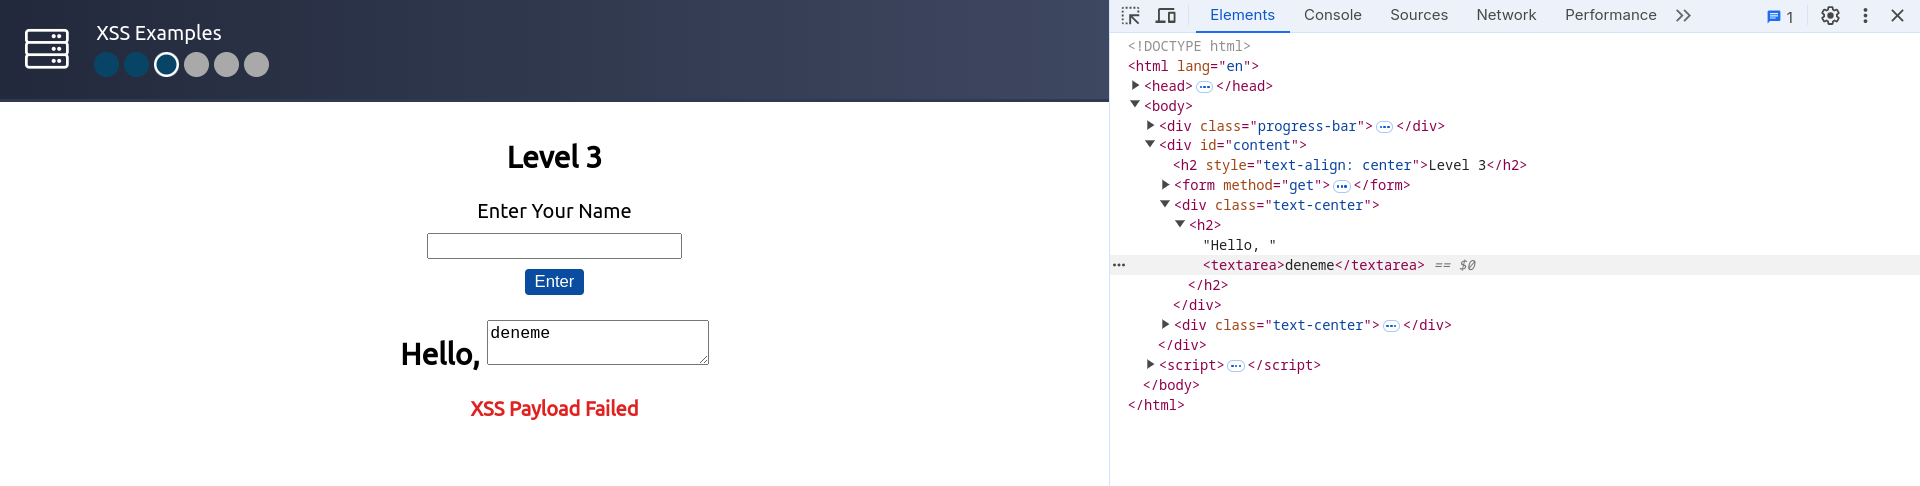 XSS Examples
Level 3
Enter Your Name
Enter
Hello,
deneme
XSS Payload Failed
Elements Console Sources Network Performance 1
<!DOCTYPE html>
<html lang="en">
<head> ··· </head>
<body>
<div class="progress-bar"> ··· </div>
<div id="content">
<h2 style="text-align: center">Level 3</h2>
<form method="get"> ··· </form>
<div class="text-center">
<h2>
"Hello, "
<textarea>deneme</textarea> == $0
</h2>
</div>
<div class="text-center"> ··· </div>
</div>
<script> ··· </script>
</body>
</html>